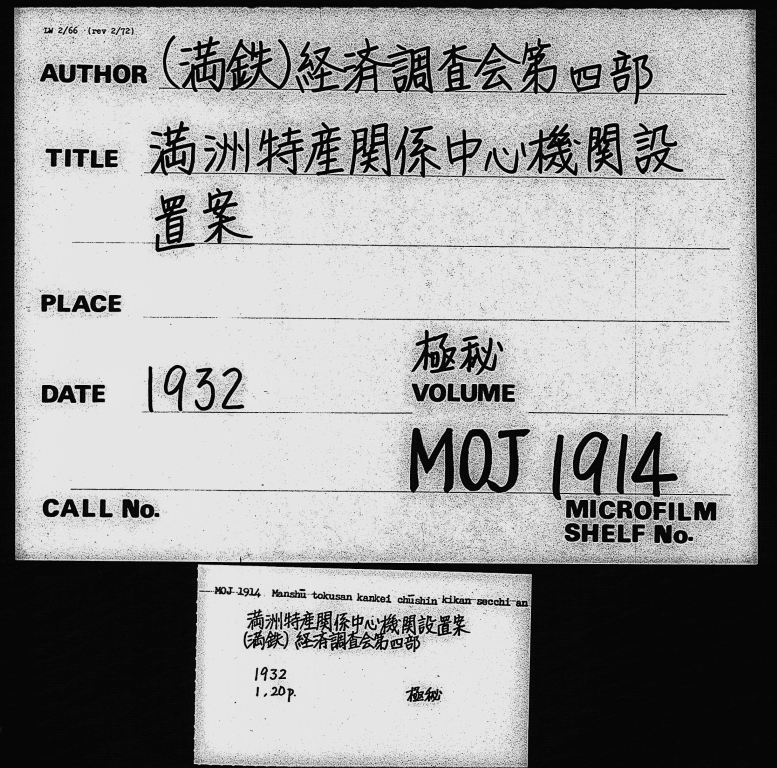 LW 2/66 (rev 2/72)
AUTHOR (満鉄)経済調査会第四部
TITLE 満洲特産関係中心機関設
置案
PLACE
極秘
DATE 1932 VOLUME
MOJ 1914
CALL No. MICROFILM
SHELF No.
MOJ 1914 Manshū tokusan kankei chūshin kikan secchi an
満洲特産関係中心機関設置案
(満鉄) 経済調査会第四部
1932
1,20p. 極秘